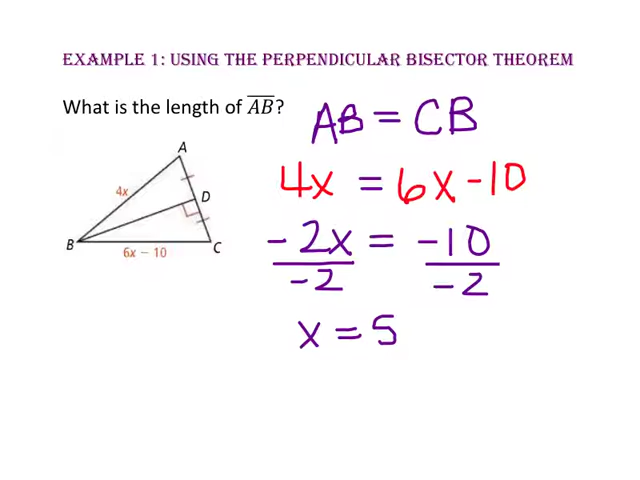 EXAMPLE 1: USING THE PERPENDICULAR BISECTOR THEOREM
What is the length of AB?
AB = CB
A
4x = 6x - 10
4x
D
B
C
6x − 10
-2x = -10
-2 -2
x = 5